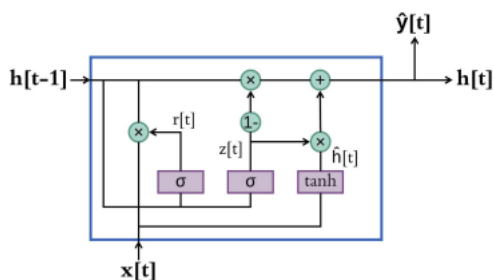 ŷ[t]
h[t-1]
h[t]
×
+
1-
r[t]
×
z[t]
×
ĥ[t]
σ
σ
tanh
x[t]